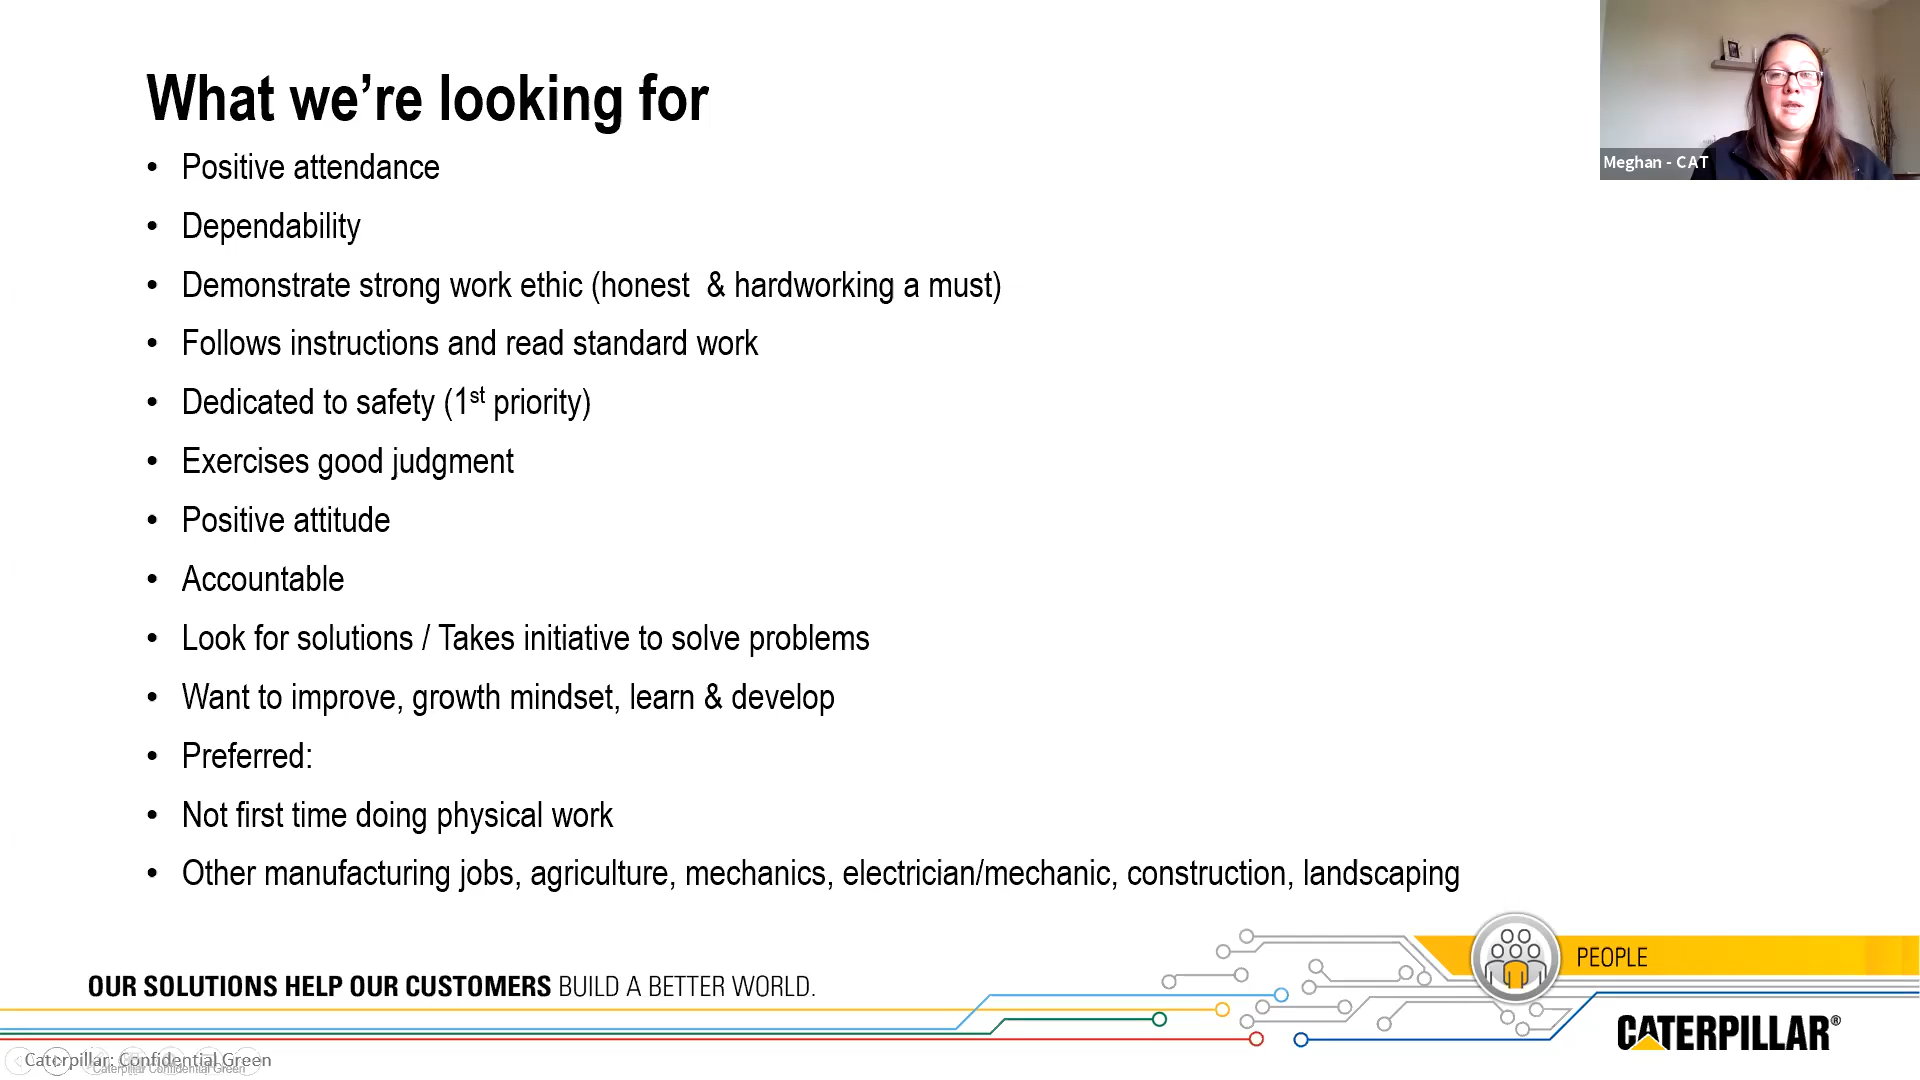 What we’re looking for
• Positive attendance
• Dependability
• Demonstrate strong work ethic (honest  & hardworking a must)
• Follows instructions and read standard work
• Dedicated to safety (1st priority)
• Exercises good judgment
• Positive attitude
• Accountable
• Look for solutions / Takes initiative to solve problems
• Want to improve, growth mindset, learn & develop
• Preferred:
• Not first time doing physical work
• Other manufacturing jobs, agriculture, mechanics, electrician/mechanic, construction, landscaping
Meghan - CAT
PEOPLE
OUR SOLUTIONS HELP OUR CUSTOMERS BUILD A BETTER WORLD.
CATERPILLAR®
Caterpillar: Confidential Green
Caterpillar Confidential Green